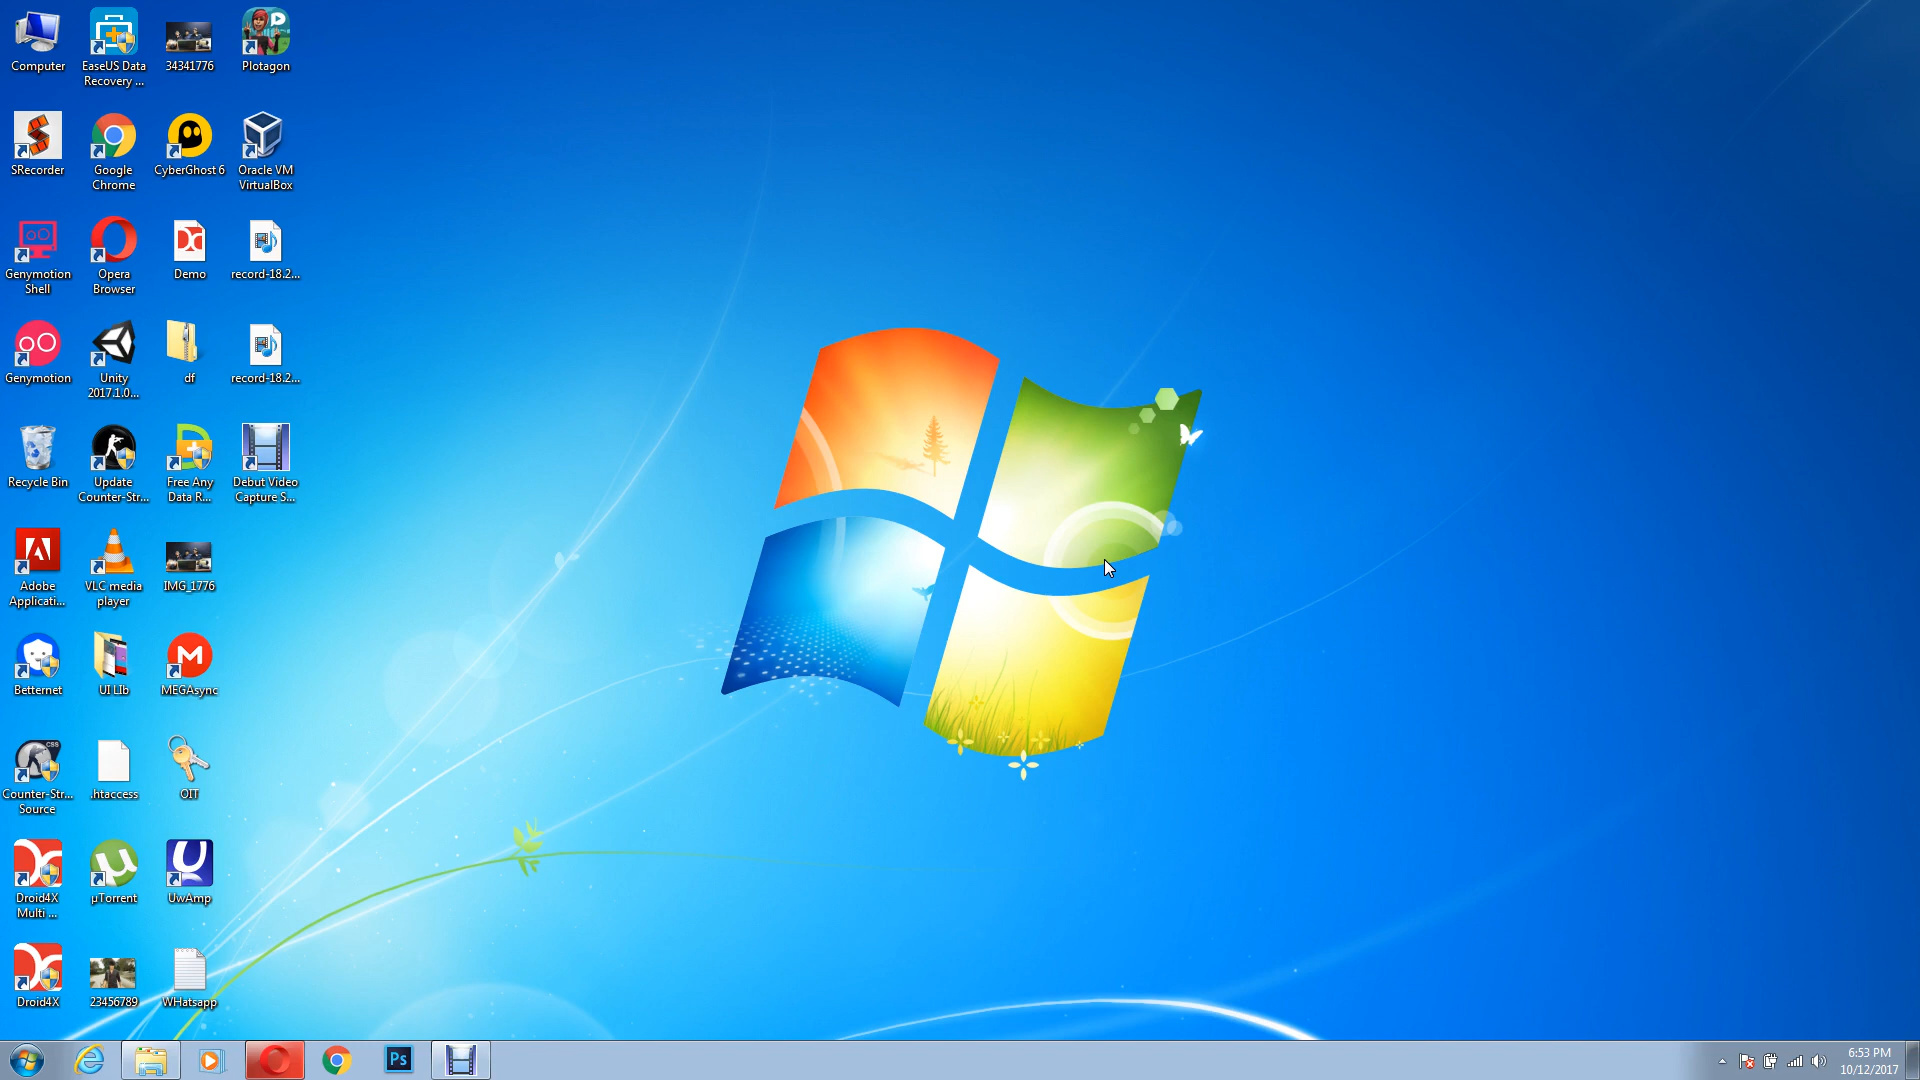 Computer
EaseUS Data
Recovery ...
34341776
Plotagon
SRecorder
Google
Chrome
CyberGhost 6
Oracle VM
VirtualBox
Genymotion
Shell
Opera
Browser
Demo
record-18.2...
Genymotion
Unity
2017.1.0...
df
record-18.2...
Recycle Bin
Update
Counter-Str...
Free Any
Data R...
Debut Video
Capture S...
Adobe
Applicati...
VLC media
player
IMG_1776
Betternet
UI LIb
MEGAsync
CSS
Counter-Str...
Source
.htaccess
OIT
Droid4X
Multi ...
µTorrent
UwAmp
Droid4X
23456789
WHatsapp
Ps
6:53 PM
10/12/2017